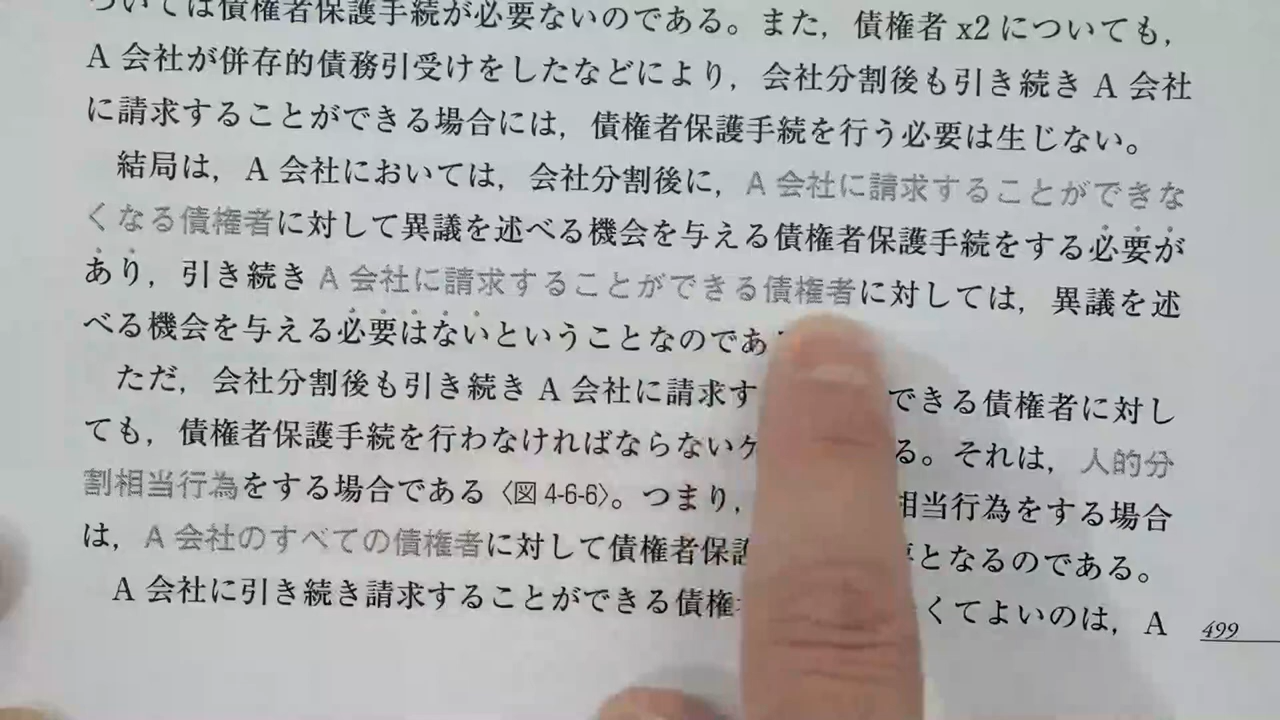 ついては債権者保護手続が必要ないのである。また，債権者 x2 についても，
A 会社が併存的債務引受けをしたなどにより，会社分割後も引き続き A 会社
に請求することができる場合には，債権者保護手続を行う必要は生じない。
結局は，A 会社においては，会社分割後に，A 会社に請求することができな
くなる債権者に対して異議を述べる機会を与える債権者保護手続をする必要が
あり，引き続き A 会社に請求することができる債権者に対しては，異議を述
べる機会を与える必要はないということなのであ
ただ，会社分割後も引き続き A 会社に請求す できる債権者に対し
ても，債権者保護手続を行わなければならないケ る。それは，人的分
割相当行為をする場合である〈図 4-6-6〉。つまり， 相当行為をする場合
は，A 会社のすべての債権者に対して債権者保護 となるのである。
A 会社に引き続き請求することができる債権 くてよいのは，A
499